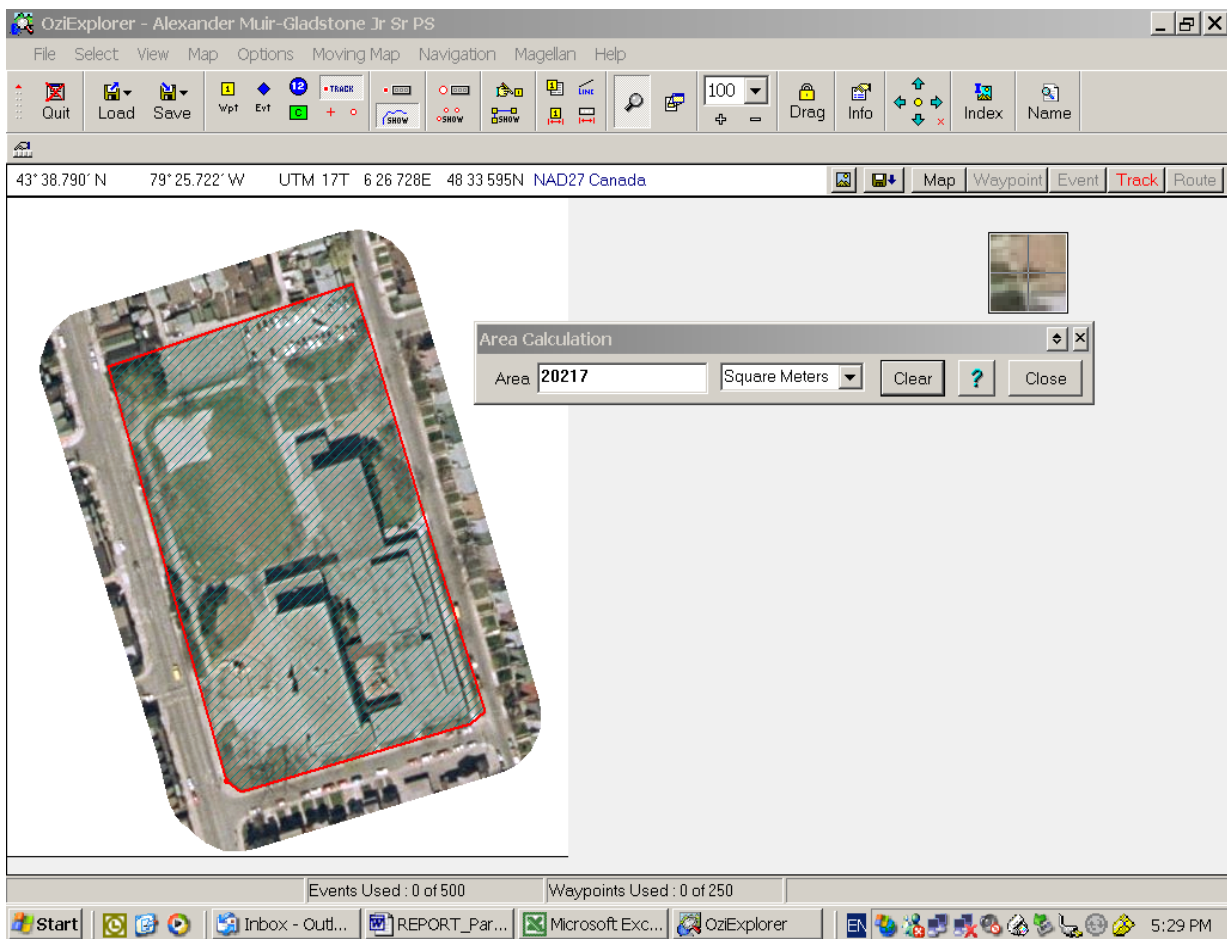 OziExplorer - Alexander Muir-Gladstone Jr Sr PS
File Select View Map Options Moving Map Navigation Magellan Help
Quit Load Save Wpt Evt 12 C TRACK SHOW SHOW SHOW LINE 100 Drag Info Index Name
43° 38.790' N 79° 25.722' W UTM 17T 6 26 728E 48 33 595N NAD27 Canada Map Waypoint Event Track Route
Area Calculation
Area 20217 Square Meters Clear ? Close
Events Used : 0 of 500 Waypoints Used : 0 of 250
Start Inbox - Outl... REPORT_Par... Microsoft Exc... OziExplorer EN 5:29 PM